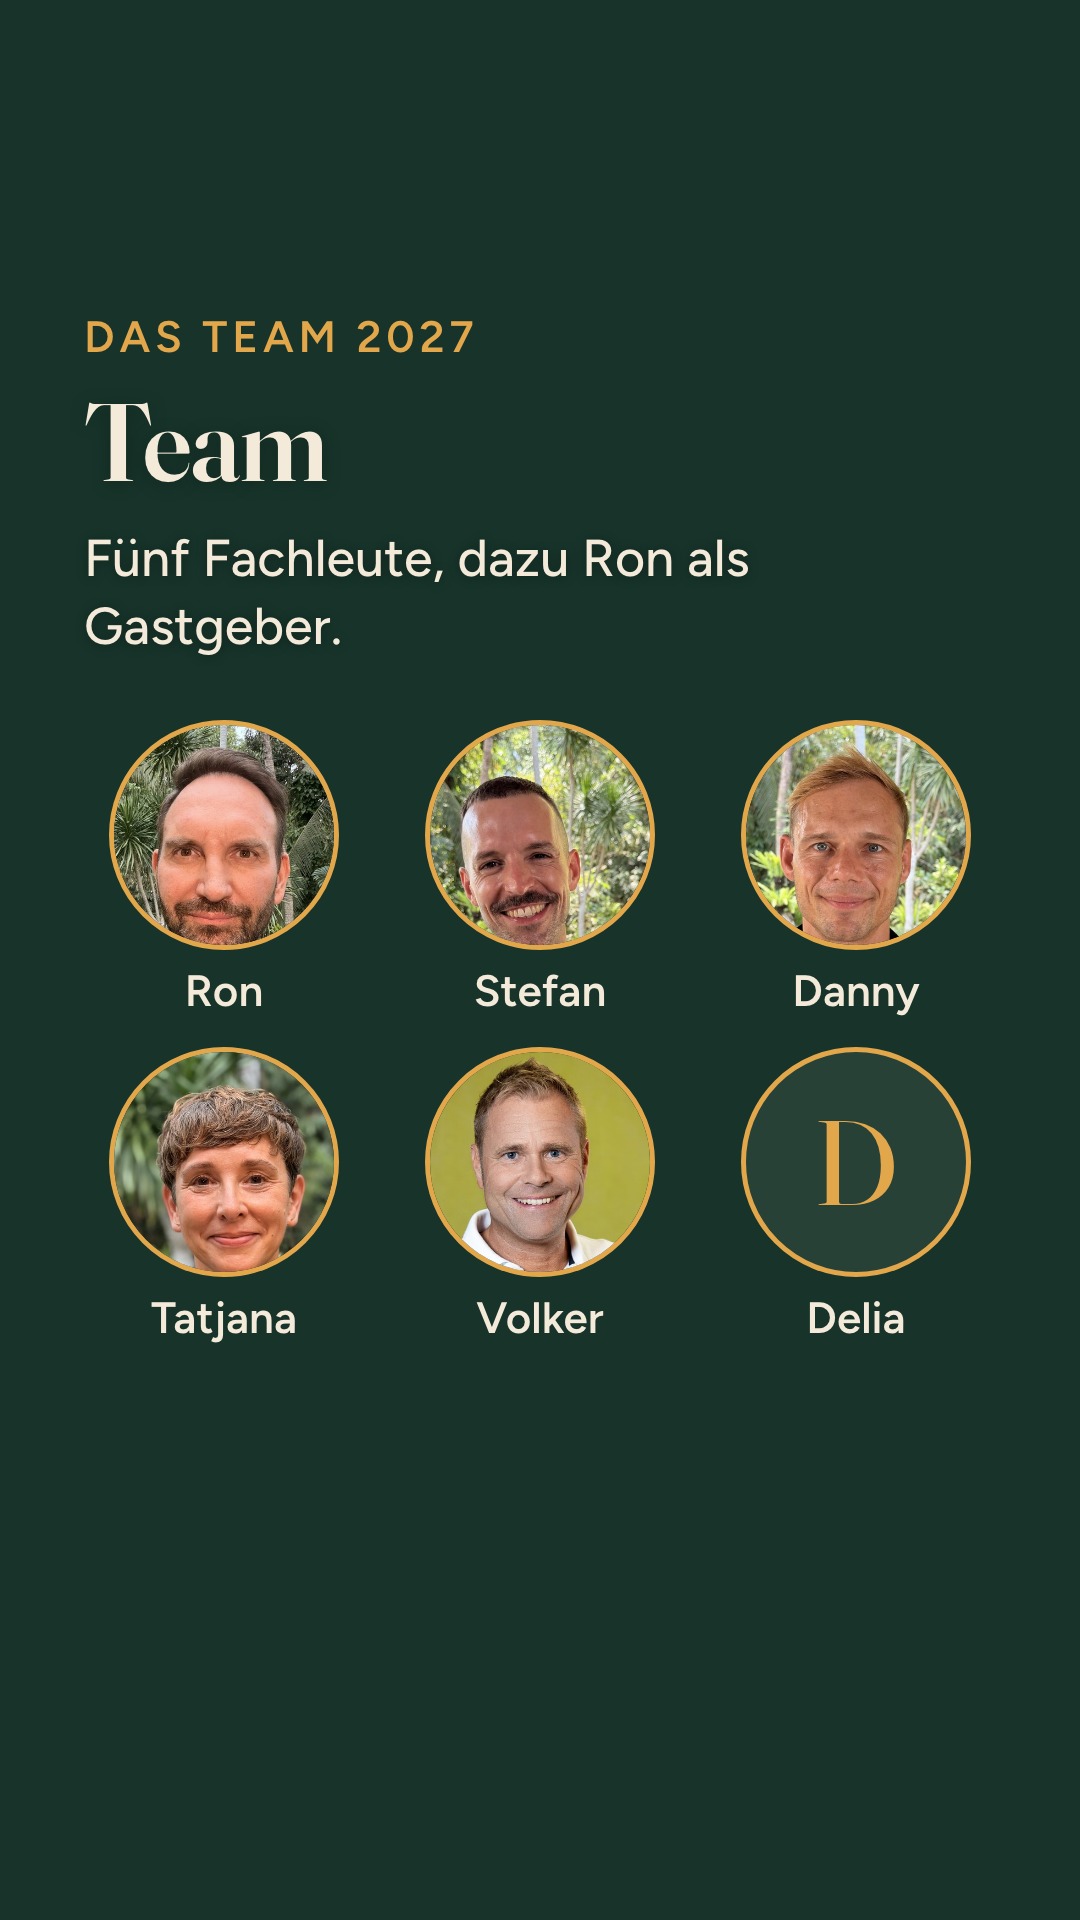 DAS TEAM 2027
Team
Fünf Fachleute, dazu Ron als
Gastgeber.
Ron
Stefan
Danny
D
Tatjana
Volker
Delia